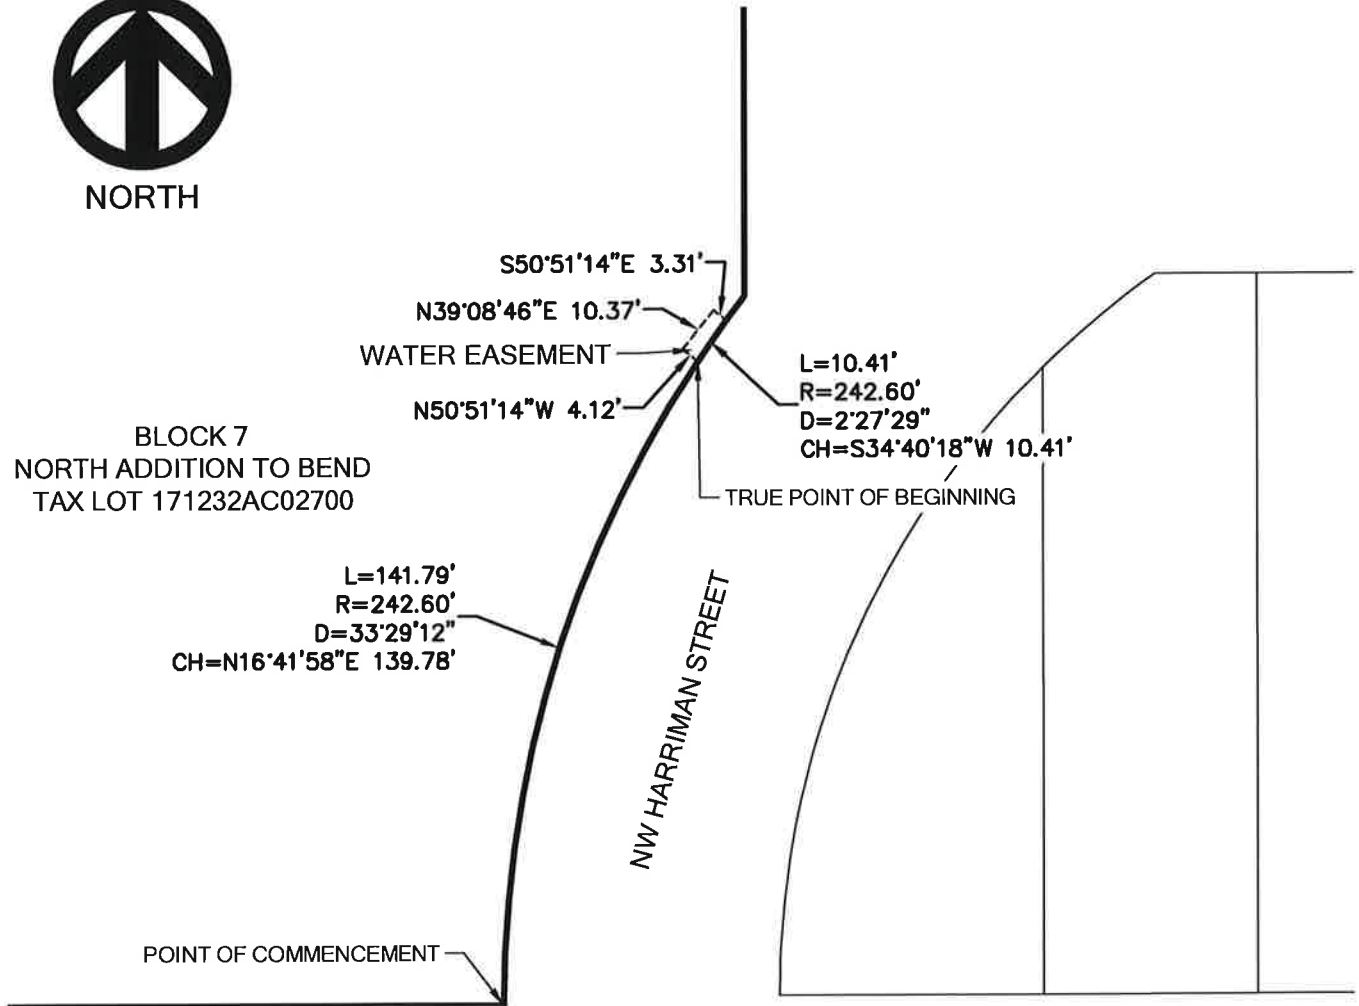 NORTH
S50°51'14"E 3.31'
N39°08'46"E 10.37'
WATER EASEMENT
N50°51'14"W 4.12'
L=10.41'
R=242.60'
D=2°27'29"
CH=S34°40'18"W 10.41'
BLOCK 7
NORTH ADDITION TO BEND
TAX LOT 171232AC02700
TRUE POINT OF BEGINNING
L=141.79'
R=242.60'
D=33°29'12"
CH=N16°41'58"E 139.78'
NW HARRIMAN STREET
POINT OF COMMENCEMENT